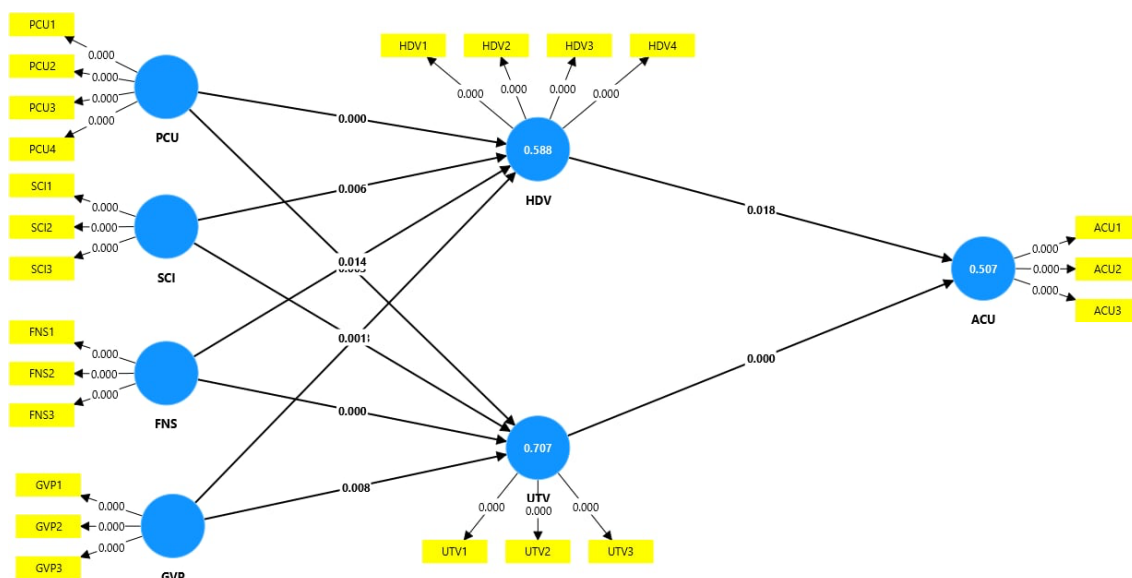 PCU1
PCU2
PCU3
PCU4
0.000
0.000
0.000
0.000
PCU
SCI1
SCI2
SCI3
0.000
0.000
0.000
SCI
FNS1
FNS2
FNS3
0.000
0.000
0.000
FNS
GVP1
GVP2
GVP3
0.000
0.000
0.000
GVP
HDV1
HDV2
HDV3
HDV4
0.000
0.000
0.000
0.000
0.588
HDV
0.000
0.006
0.014
0.001
0.000
0.008
0.707
UTV
0.000
0.000
0.000
UTV1
UTV2
UTV3
0.018
0.000
0.507
ACU
0.000
0.000
0.000
ACU1
ACU2
ACU3